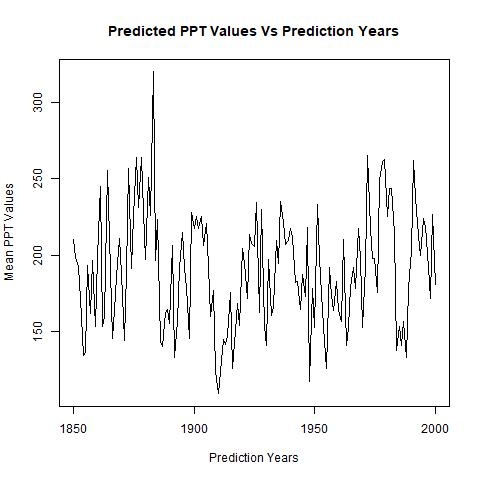 Predicted PPT Values Vs Prediction Years
Mean PPT Values
300
250
200
150
1850 1900 1950 2000
Prediction Years